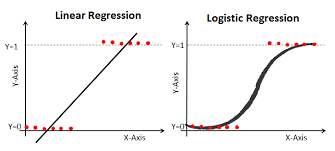 Linear Regression
Y=1
Y-Axis
Y=0
X-Axis
Logistic Regression
Y=1
Y-Axis
Y=0
X-Axis